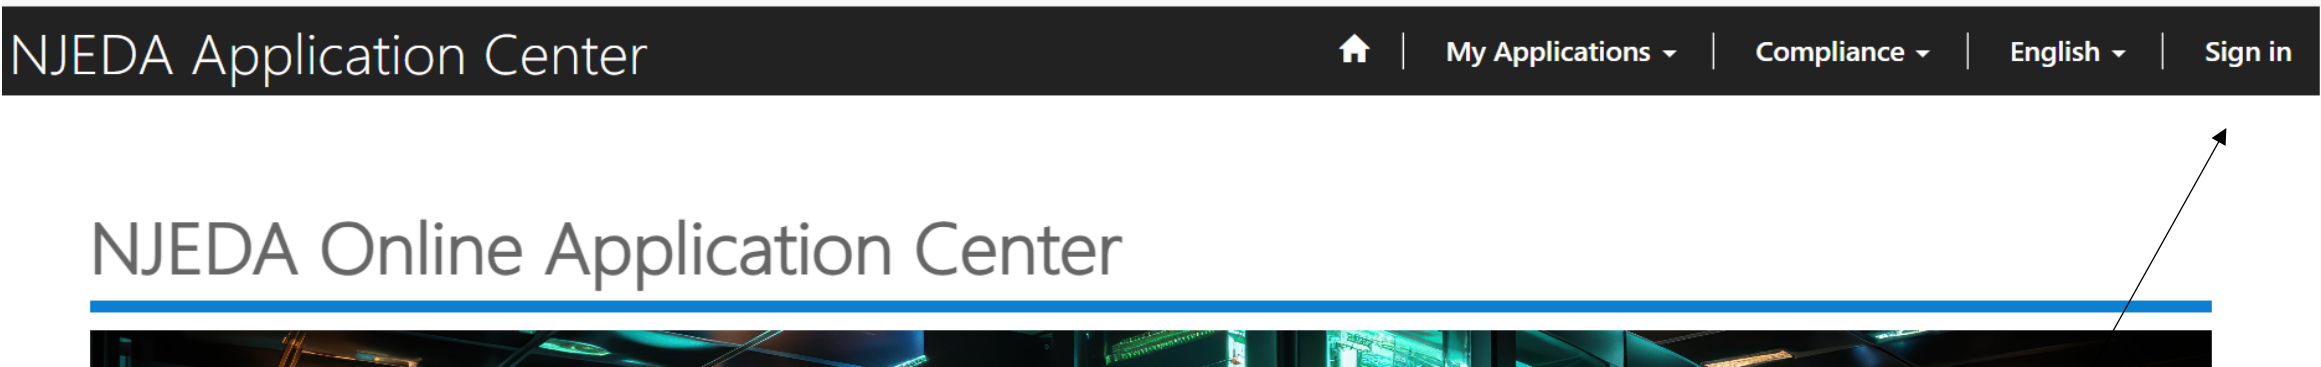 NJEDA Application Center My Applications Compliance English Sign in
NJEDA Online Application Center